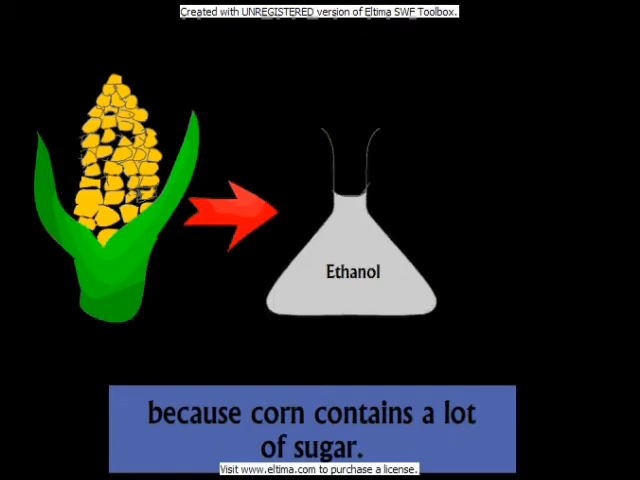 Created with UNREGISTERED version of Eltima SWF Toolbox.
Ethanol
because corn contains a lot
of sugar.
Visit www.eltima.com to purchase a license.